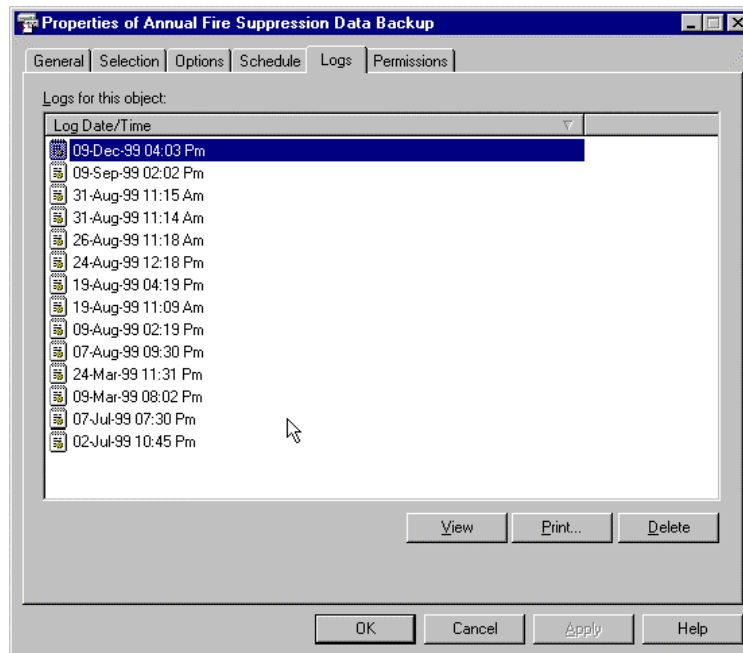 Properties of Annual Fire Suppression Data Backup
General Selection Options Schedule Logs Permissions
Logs for this object:
Log Date/Time
09-Dec-99 04:03 Pm
09-Sep-99 02:02 Pm
31-Aug-99 11:15 Am
31-Aug-99 11:14 Am
26-Aug-99 11:18 Am
24-Aug-99 12:18 Pm
19-Aug-99 04:19 Pm
19-Aug-99 11:09 Am
09-Aug-99 02:19 Pm
07-Aug-99 09:30 Pm
24-Mar-99 11:31 Pm
09-Mar-99 08:02 Pm
07-Jul-99 07:30 Pm
02-Jul-99 10:45 Pm
View Print... Delete
OK Cancel Apply Help